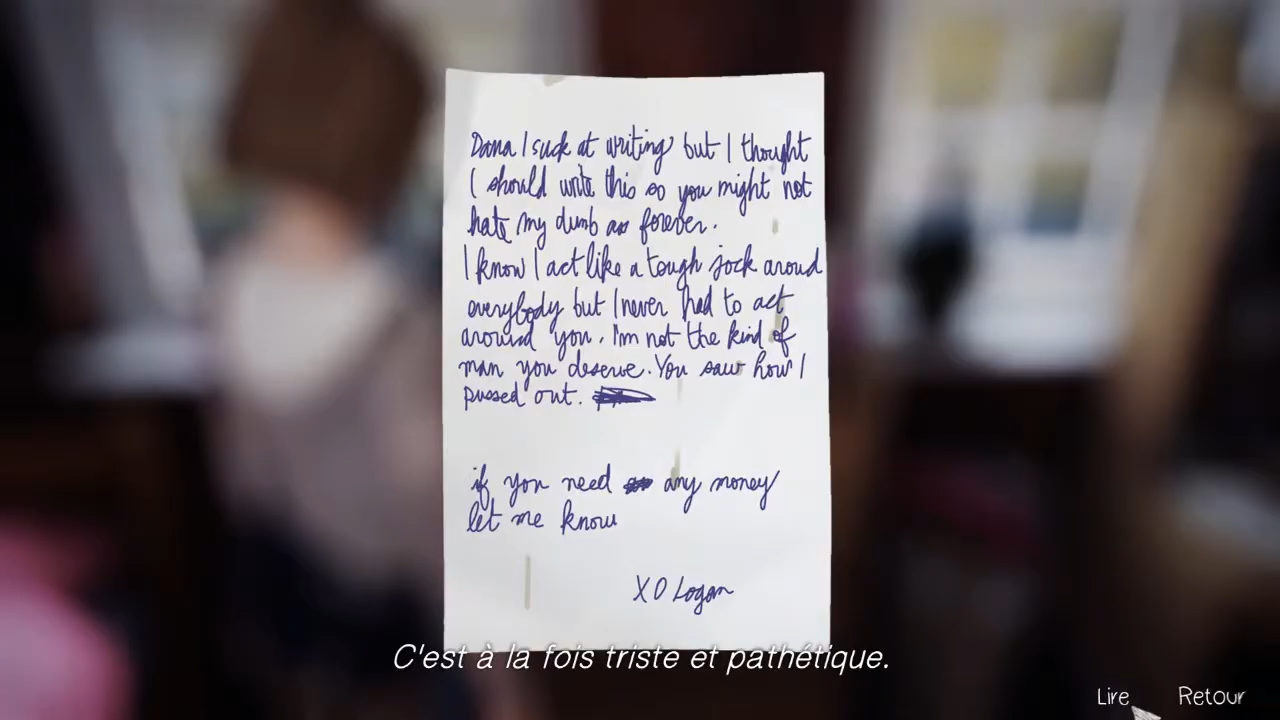 Dana I suck at writing but I thought
I should write this so you might not
hate my dumb ass forever.
I know I act like a tough jock aroud
everybody but I never had to act
around you. I'm not the kind of
man you deserve. You saw how I
pussed out.
if you need any money
let me know
XO Logan
C'est à la fois triste et pathétique.
Lire Retour